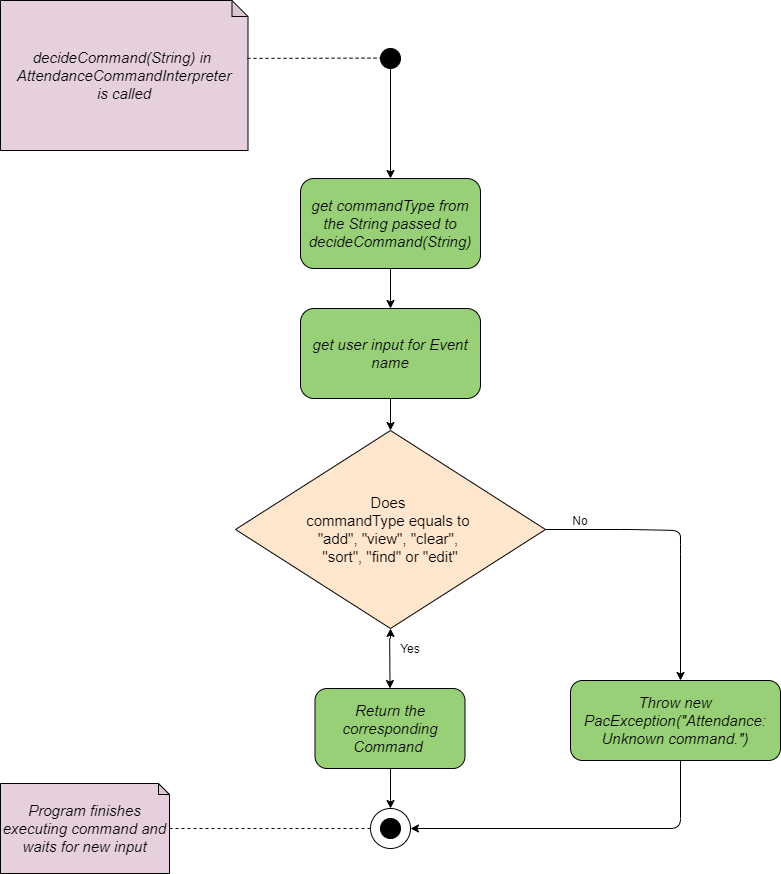 decideCommand(String) in
AttendanceCommandInterpreter
is called
get commandType from
the String passed to
decideCommand(String)
get user input for Event
name
Does
commandType equals to
"add", "view", "clear",
"sort", "find" or "edit"
No
Yes
Return the
corresponding
Command
Throw new
PacException("Attendance:
Unknown command.")
Program finishes
executing command and
waits for new input